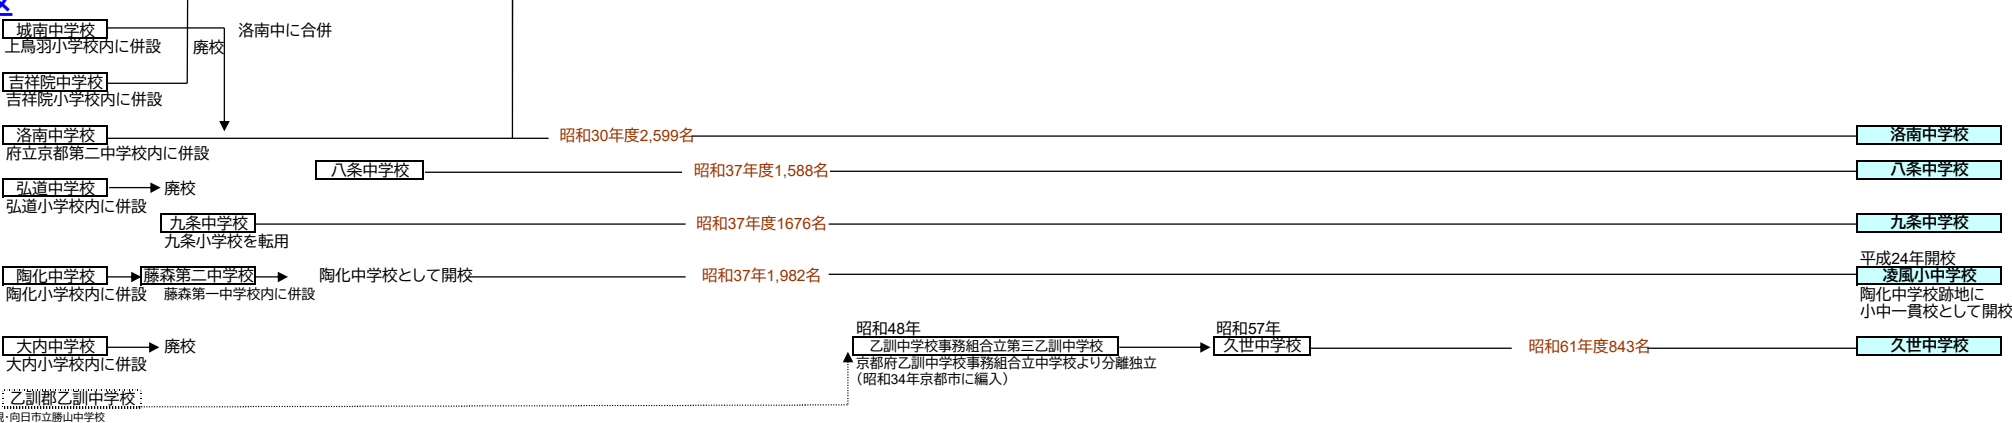 区
城南中学校
上鳥羽小学校内に併設
廃校
洛南中に合併
吉祥院中学校
吉祥院小学校内に併設
洛南中学校
昭和30年度2,599名
洛南中学校
府立京都第二中学校内に併設
八条中学校
昭和37年度1,588名
八条中学校
弘道中学校
廃校
弘道小学校内に併設
九条中学校
昭和37年度1676名
九条中学校
九条小学校を転用
平成24年開校
陶化中学校
藤森第二中学校
陶化中学校として開校
昭和37年1,982名
凌風小中学校
陶化小学校内に併設
藤森第一中学校内に併設
陶化中学校跡地に
小中一貫校として開校
昭和48年
昭和57年
大内中学校
廃校
乙訓中学校事務組合立第三乙訓中学校
久世中学校
昭和61年度843名
久世中学校
大内小学校内に併設
京都府乙訓中学校事務組合立中学校より分離独立
（昭和34年京都市に編入）
乙訓郡乙訓中学校
現・向日市立勝山中学校